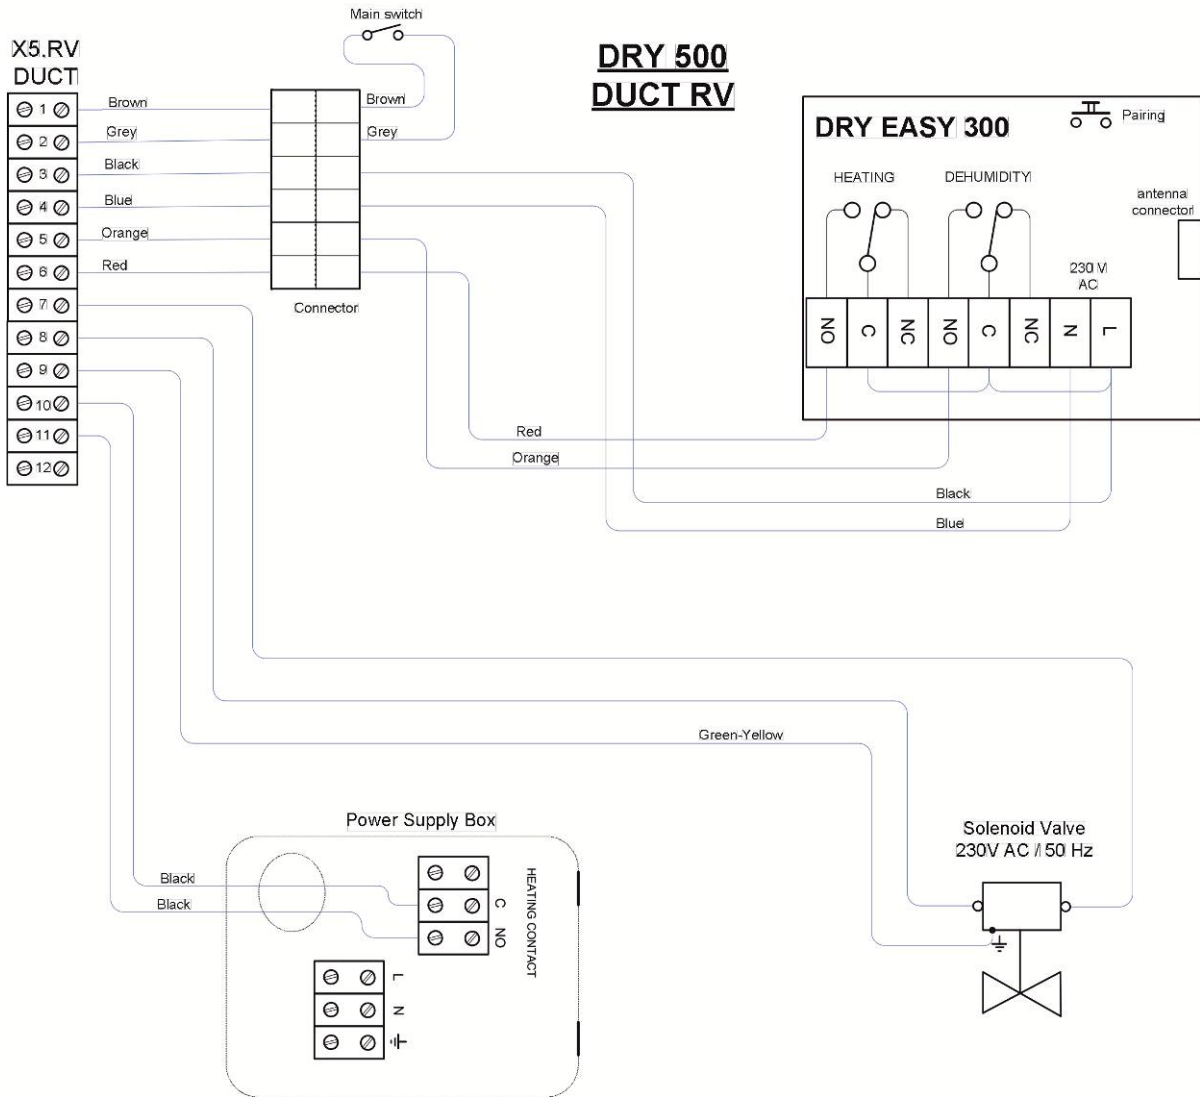 Main switch
X5.RV
DUCT
DRY 500
DUCT RV
1
2
3
4
5
6
7
8
9
10
11
12
Brown
Grey
Black
Blue
Orange
Red
Brown
Grey
Connector
DRY EASY 300
Pairing
HEATING
DEHUMIDITY
antenna
connector
230 V
AC
NO
C
NC
NO
C
NC
N
L
Red
Orange
Black
Blue
Green-Yellow
Power Supply Box
Black
Black
C
NO
HEATING CONTACT
L
N
Solenoid Valve
230V AC / 50 Hz